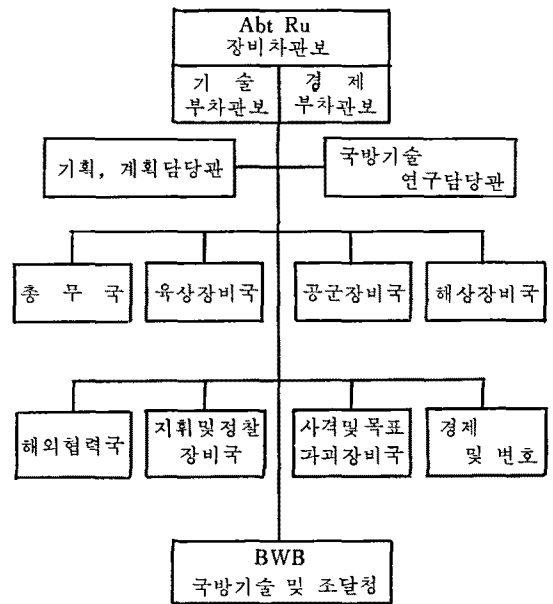 Abt Ru
장비차관보
기 술 경 제
부차관보 부차관보
기획, 계획담당관
국방기술
연구담당관
총 무 국
육상장비국
공군장비국
해상장비국
해외협력국
지휘및정찰
장비국
사격및목표
파괴장비국
경제
및 변호
BWB
국방기술 및 조달청